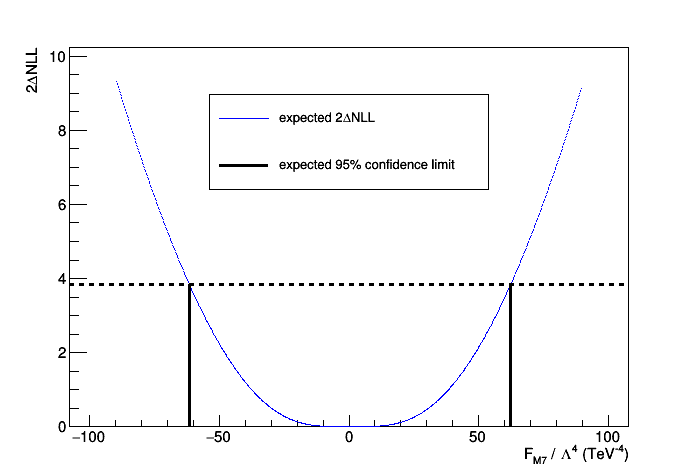 2ΔNLL
10
8
6
4
2
0
expected 2ΔNLL
expected 95% confidence limit
−100
−50
0
50
100
F_M7 / Λ^4 (TeV^-4)